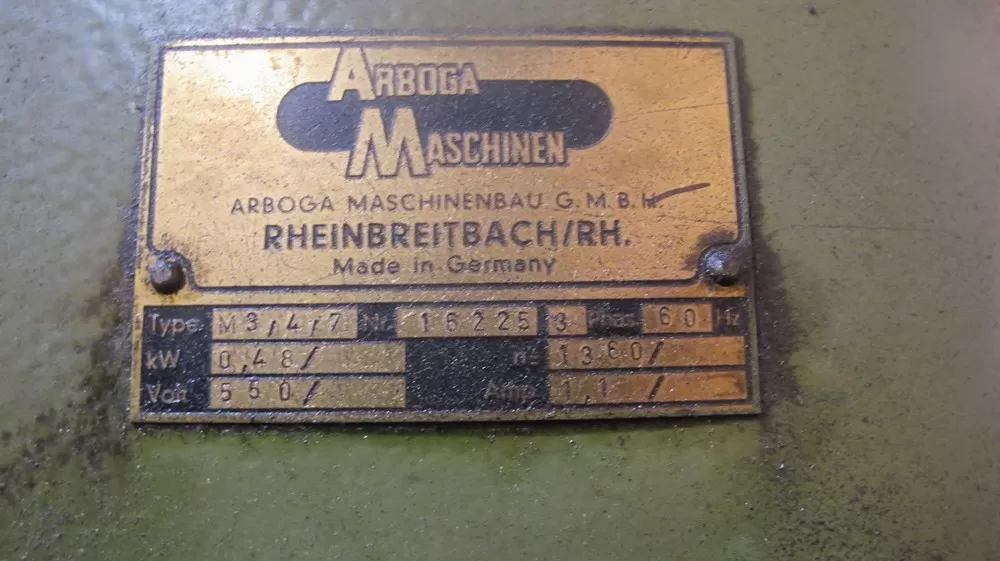 ARBOGA
MASCHINEN
ARBOGA MASCHINENBAU G.M.B.H.
RHEINBREITBACH/RH.
Made in Germany
Type M3,4,7 Nr. 16225 3 Phas. 60 Hz
kW 0,48/ n= 1360/
Volt 550/ Amp. 1,1 /